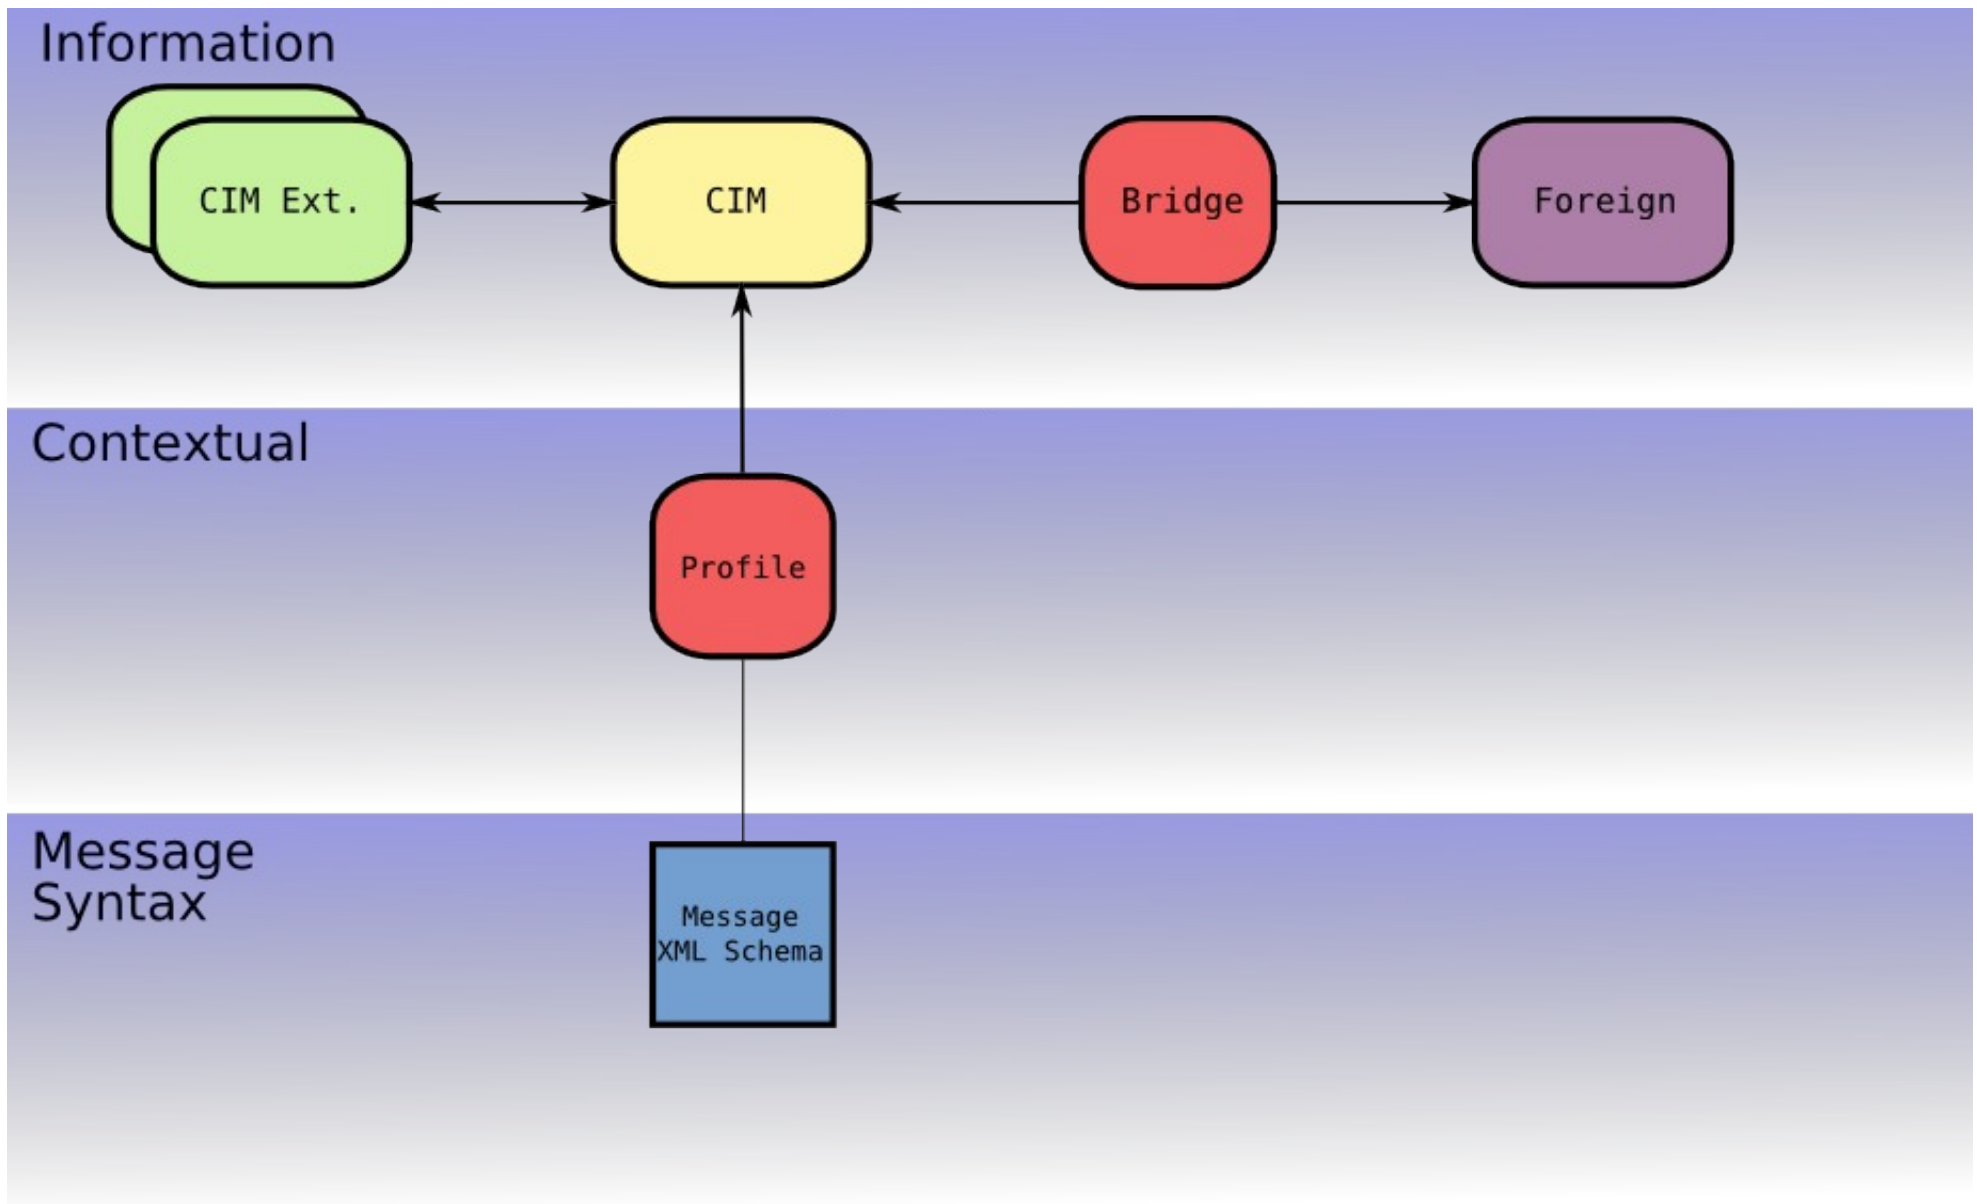 Information
CIM Ext.
CIM
Bridge
Foreign
Contextual
Profile
Message
Syntax
Message
XML Schema